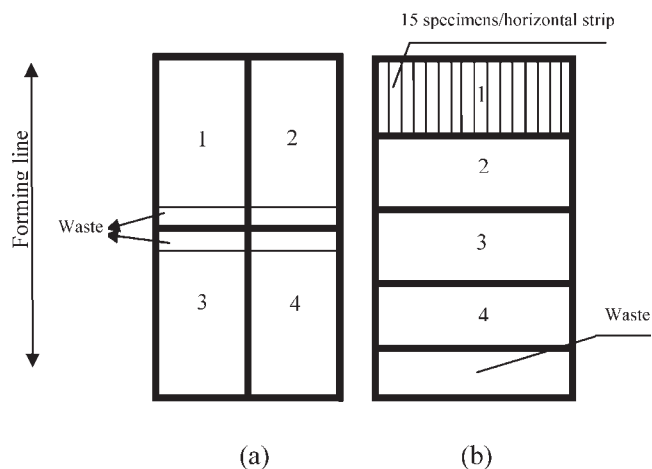 15 specimens/horizontal strip
Forming line
1
2
Waste
3
4
1
2
3
4
Waste
(a)
(b)